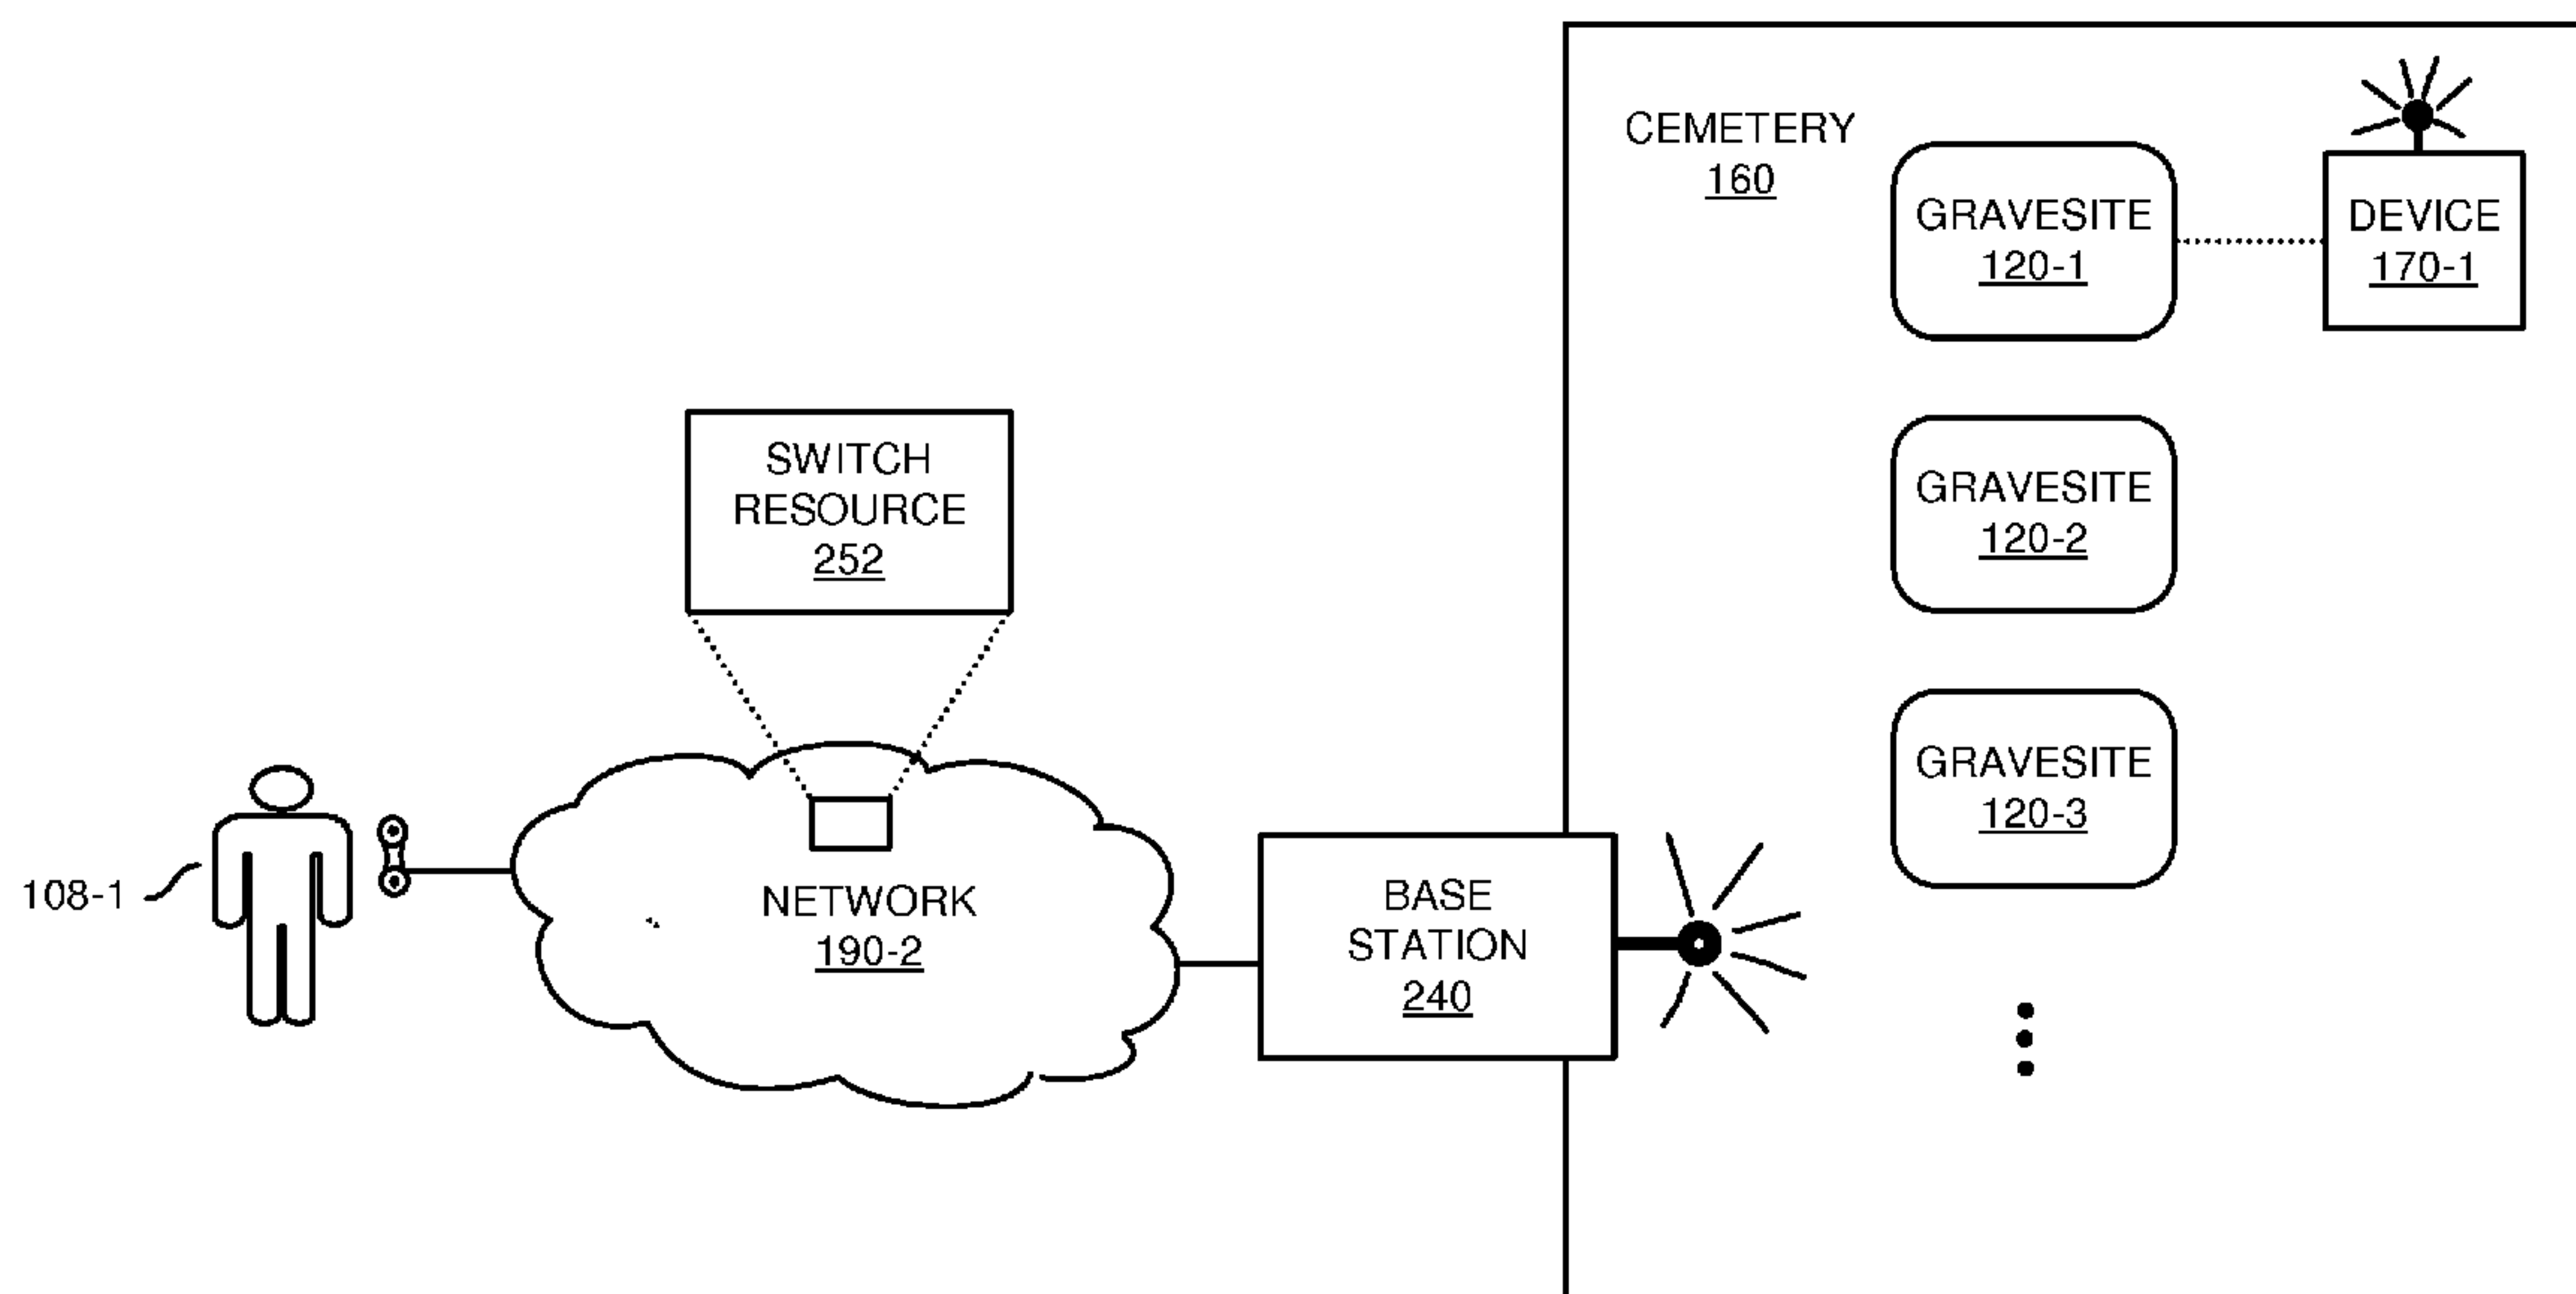 CEMETERY
160
GRAVESITE
120-1
DEVICE
170-1
SWITCH
RESOURCE
252
GRAVESITE
120-2
GRAVESITE
120-3
108-1
NETWORK
190-2
BASE
STATION
240